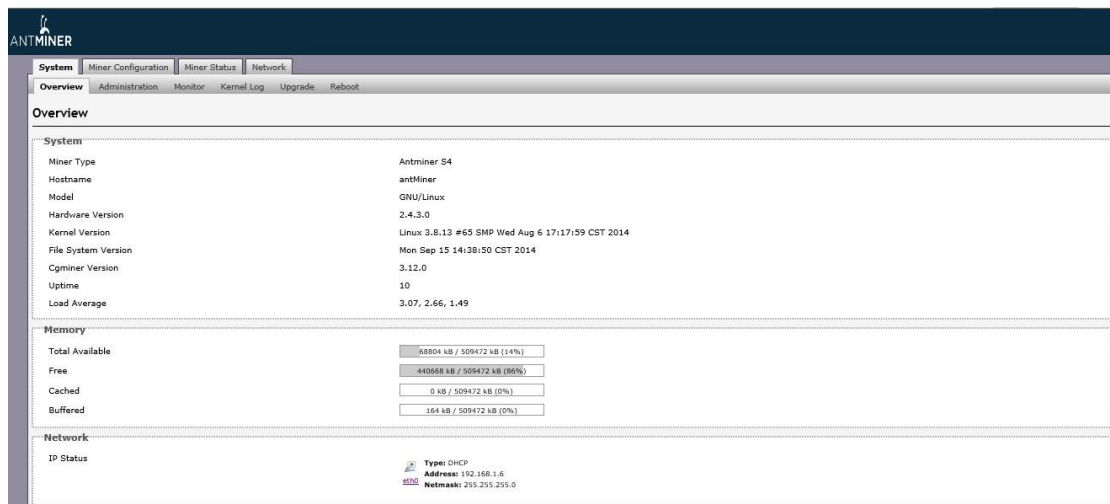 ANTMINER
System Miner Configuration Miner Status Network
Overview Administration Monitor Kernel Log Upgrade Reboot
Overview
System
Miner Type Antminer S4
Hostname antMiner
Model GNU/Linux
Hardware Version 2.4.3.0
Kernel Version Linux 3.8.13 #65 SMP Wed Aug 6 17:17:59 CST 2014
File System Version Mon Sep 15 14:38:50 CST 2014
Cgminer Version 3.12.0
Uptime 10
Load Average 3.07, 2.66, 1.49
Memory
Total Available 68804 kB / 509472 kB (14%)
Free 440668 kB / 509472 kB (86%)
Cached 0 kB / 509472 kB (0%)
Buffered 164 kB / 509472 kB (0%)
Network
IP Status
Type: DHCP
Address: 192.168.1.6
eth0 Netmask: 255.255.255.0